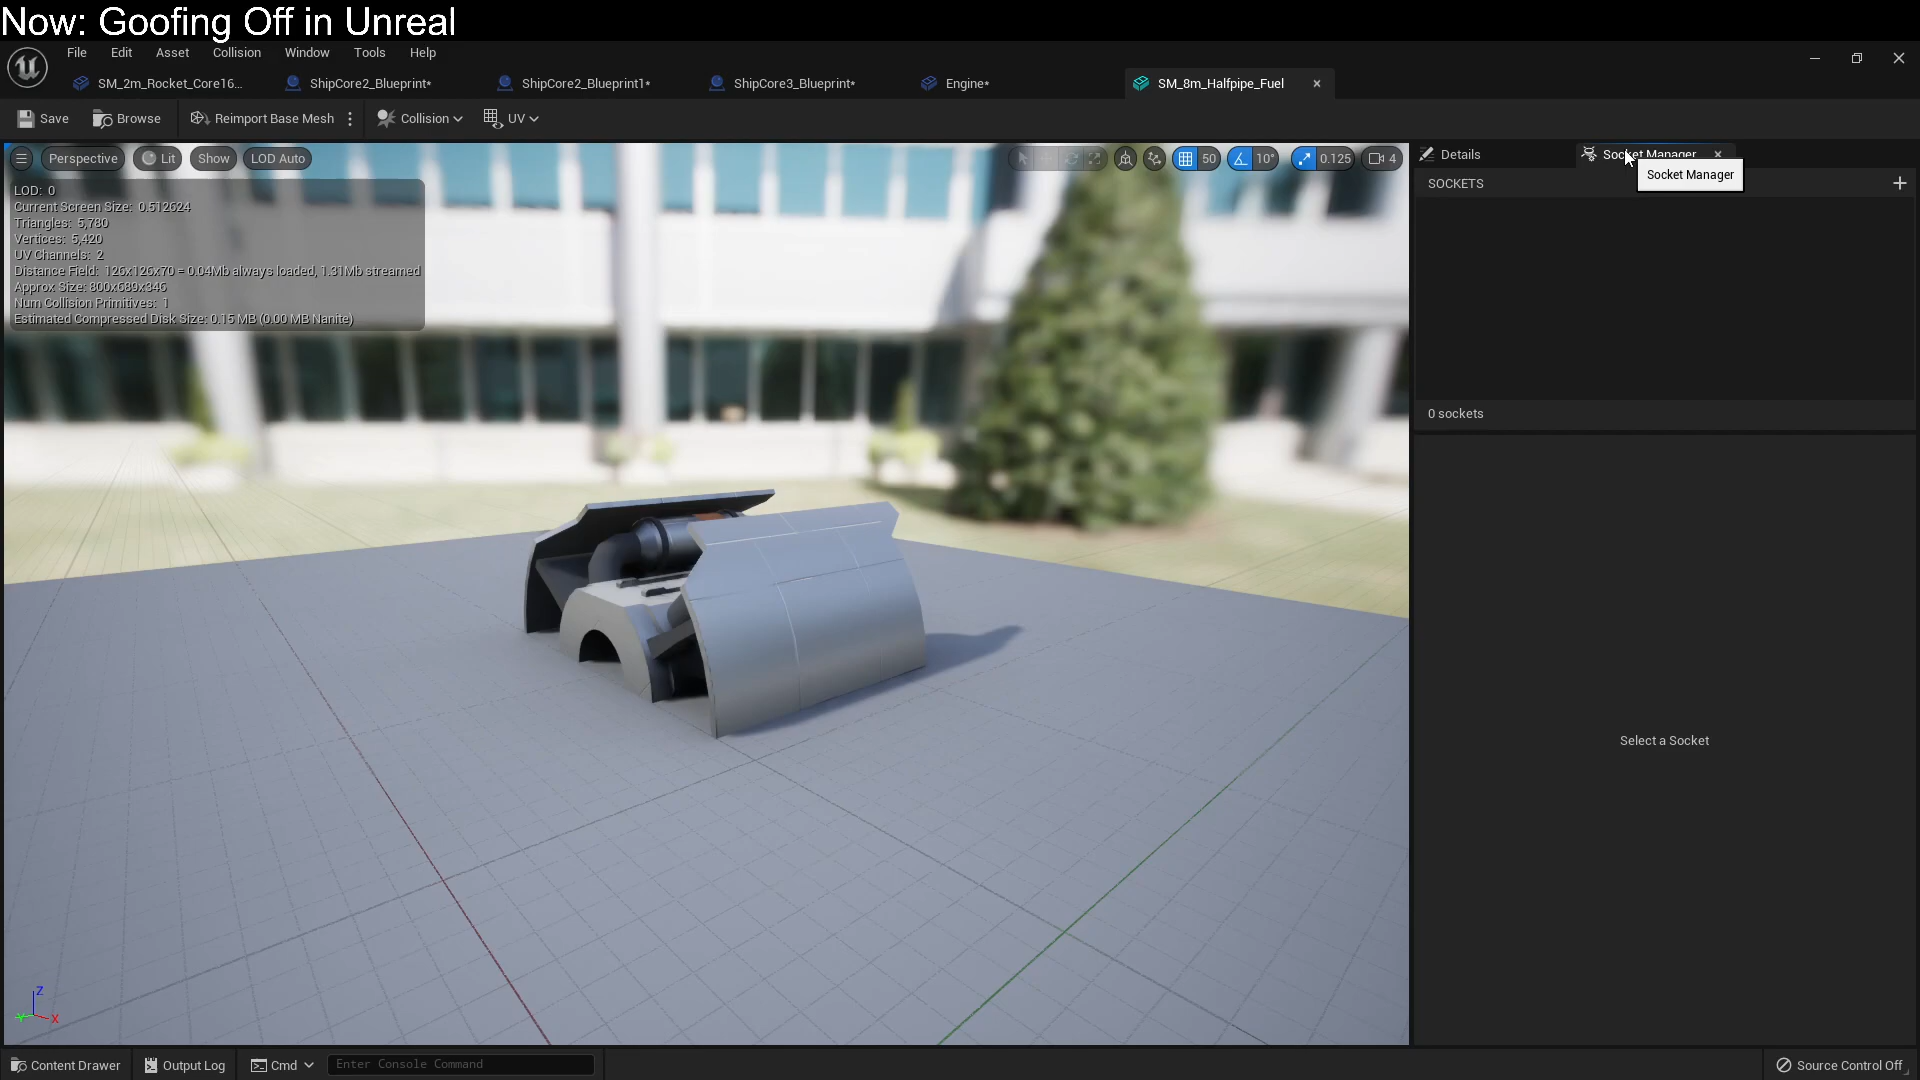 Now: Goofing Off in Unreal
File Edit Asset Collision Window Tools Help
SM_2m_Rocket_Core16... ShipCore2_Blueprint* ShipCore2_Blueprint1* ShipCore3_Blueprint* Engine* SM_8m_Halfpipe_Fuel
Save Browse Reimport Base Mesh Collision UV
Perspective Lit Show LOD Auto 50 10° 0.125 4
Details Socket Manager
Socket Manager
SOCKETS
LOD: 0
Current Screen Size: 0.512624
Triangles: 5,780
Vertices: 5,420
UV Channels: 2
Distance Field: 126x126x70 = 0.04Mb always loaded, 1.31Mb streamed
Approx Size: 800x689x346
Num Collision Primitives: 1
Estimated Compressed Disk Size: 0.15 MB (0.00 MB Nanite)
0 sockets
Select a Socket
Z
Y X
Content Drawer Output Log Cmd Enter Console Command Source Control Off